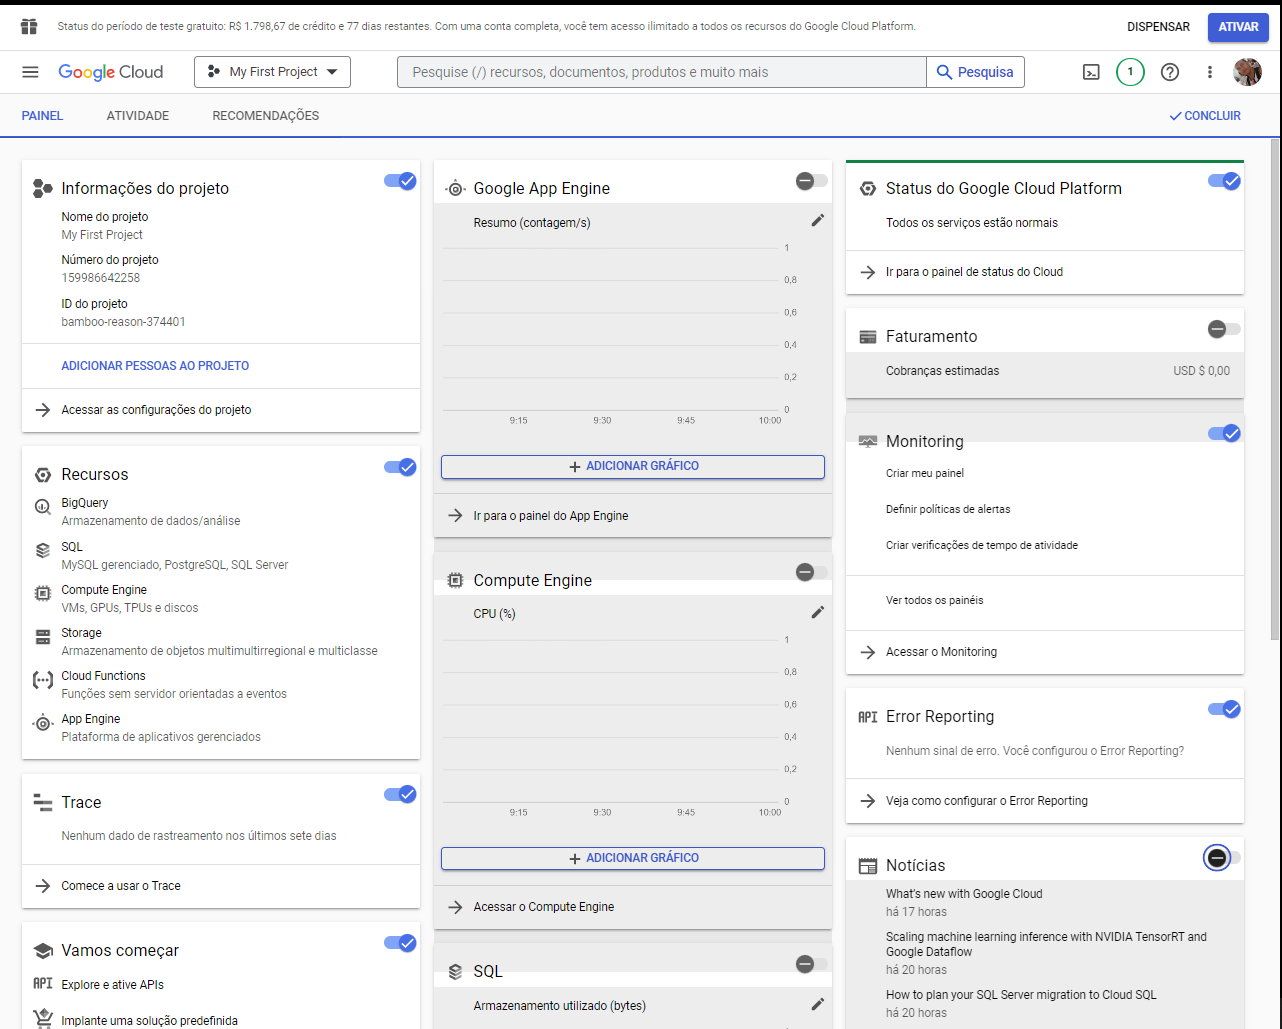 Status do período de teste gratuito: R$ 1.798,67 de crédito e 77 dias restantes. Com uma conta completa, você tem acesso ilimitado a todos os recursos do Google Cloud Platform.
DISPENSAR
ATIVAR
Google Cloud
My First Project
Pesquise (/) recursos, documentos, produtos e muito mais
Pesquisa
1
PAINEL
ATIVIDADE
RECOMENDAÇÕES
CONCLUIR
Informações do projeto
Nome do projeto
My First Project
Número do projeto
159986642258
ID do projeto
bamboo-reason-374401
ADICIONAR PESSOAS AO PROJETO
Acessar as configurações do projeto
Recursos
BigQuery
Armazenamento de dados/análise
SQL
MySQL gerenciado, PostgreSQL, SQL Server
Compute Engine
VMs, GPUs, TPUs e discos
Storage
Armazenamento de objetos multimultirregional e multiclasse
Cloud Functions
Funções sem servidor orientadas a eventos
App Engine
Plataforma de aplicativos gerenciados
Trace
Nenhum dado de rastreamento nos últimos sete dias
Comece a usar o Trace
Vamos começar
API
Explore e ative APIs
Implante uma solução predefinida
Google App Engine
Resumo (contagem/s)
1
0,8
0,6
0,4
0,2
0
9:15
9:30
9:45
10:00
ADICIONAR GRÁFICO
Ir para o painel do App Engine
Compute Engine
CPU (%)
1
0,8
0,6
0,4
0,2
0
9:15
9:30
9:45
10:00
ADICIONAR GRÁFICO
Acessar o Compute Engine
SQL
Armazenamento utilizado (bytes)
Status do Google Cloud Platform
Todos os serviços estão normais
Ir para o painel de status do Cloud
Faturamento
Cobranças estimadas
USD $ 0,00
Monitoring
Criar meu painel
Definir políticas de alertas
Criar verificações de tempo de atividade
Ver todos os painéis
Acessar o Monitoring
API
Error Reporting
Nenhum sinal de erro. Você configurou o Error Reporting?
Veja como configurar o Error Reporting
Notícias
What's new with Google Cloud
há 17 horas
Scaling machine learning inference with NVIDIA TensorRT and
Google Dataflow
há 20 horas
How to plan your SQL Server migration to Cloud SQL
há 20 horas